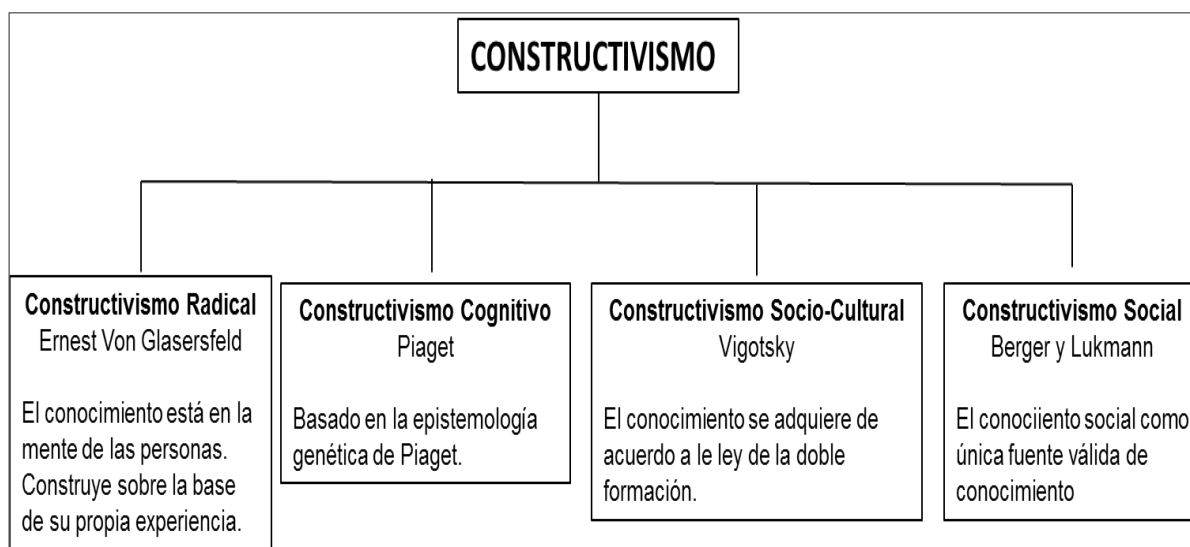 CONSTRUCTIVISMO
Constructivismo Radical
Ernest Von Glasersfeld
El conocimiento está en la
mente de las personas.
Construye sobre la base
de su propia experiencia.
Constructivismo Cognitivo
Piaget
Basado en la epistemología
genética de Piaget.
Constructivismo Socio-Cultural
Vigotsky
El conocimiento se adquiere de
acuerdo a le ley de la doble
formación.
Constructivismo Social
Berger y Lukmann
El conociiento social como
única fuente válida de
conocimiento